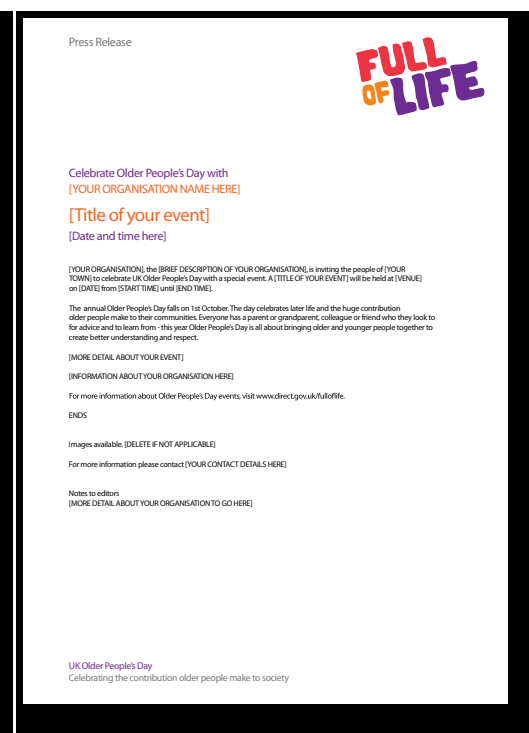 Press Release
FULL
OF LIFE
Celebrate Older People's Day with
[YOUR ORGANISATION NAME HERE]
[Title of your event]
[Date and time here]
[YOUR ORGANISATION], the [BRIEF DESCRIPTION OF YOUR ORGANISATION], is inviting the people of [YOUR
TOWN] to celebrate UK Older People's Day with a special event. A [TITLE OF YOUR EVENT] will be held at [VENUE]
on [DATE] from [START TIME] until [END TIME].
The annual Older People's Day falls on 1st October. The day celebrates later life and the huge contribution
older people make to their communities. Everyone has a parent or grandparent, colleague or friend who they look to
for advice and to learn from - this year Older People's Day is all about bringing older and younger people together to
create better understanding and respect.
[MORE DETAIL ABOUT YOUR EVENT]
[INFORMATION ABOUT YOUR ORGANISATION HERE]
For more information about Older People's Day events, visit www.direct.gov.uk/fulloflife.
ENDS
Images available. [DELETE IF NOT APPLICABLE]
For more information please contact [YOUR CONTACT DETAILS HERE]
Notes to editors
[MORE DETAIL ABOUT YOUR ORGANISATION TO GO HERE]
UK Older People's Day
Celebrating the contribution older people make to society